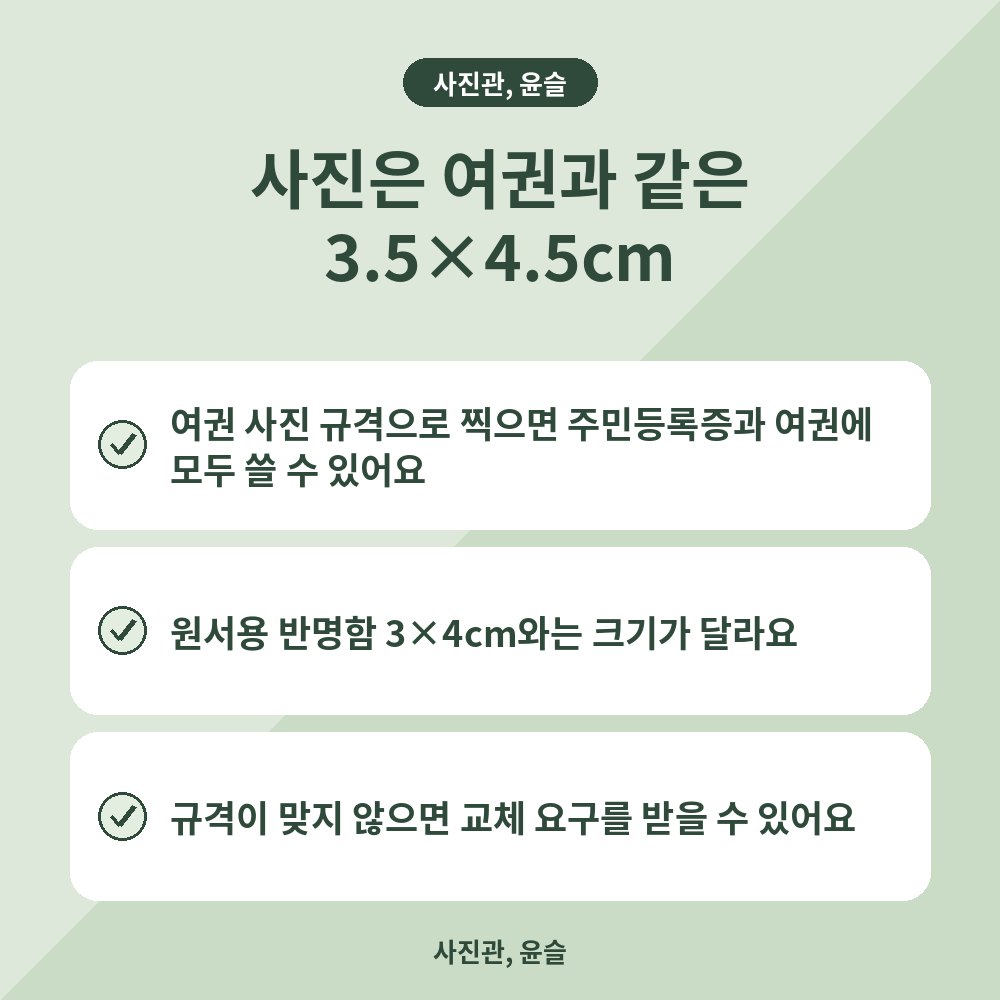 사진관, 윤슬
사진은 여권과 같은
3.5×4.5cm
여권 사진 규격으로 찍으면 주민등록증과 여권에
모두 쓸 수 있어요
원서용 반명함 3×4cm와는 크기가 달라요
규격이 맞지 않으면 교체 요구를 받을 수 있어요
사진관, 윤슬